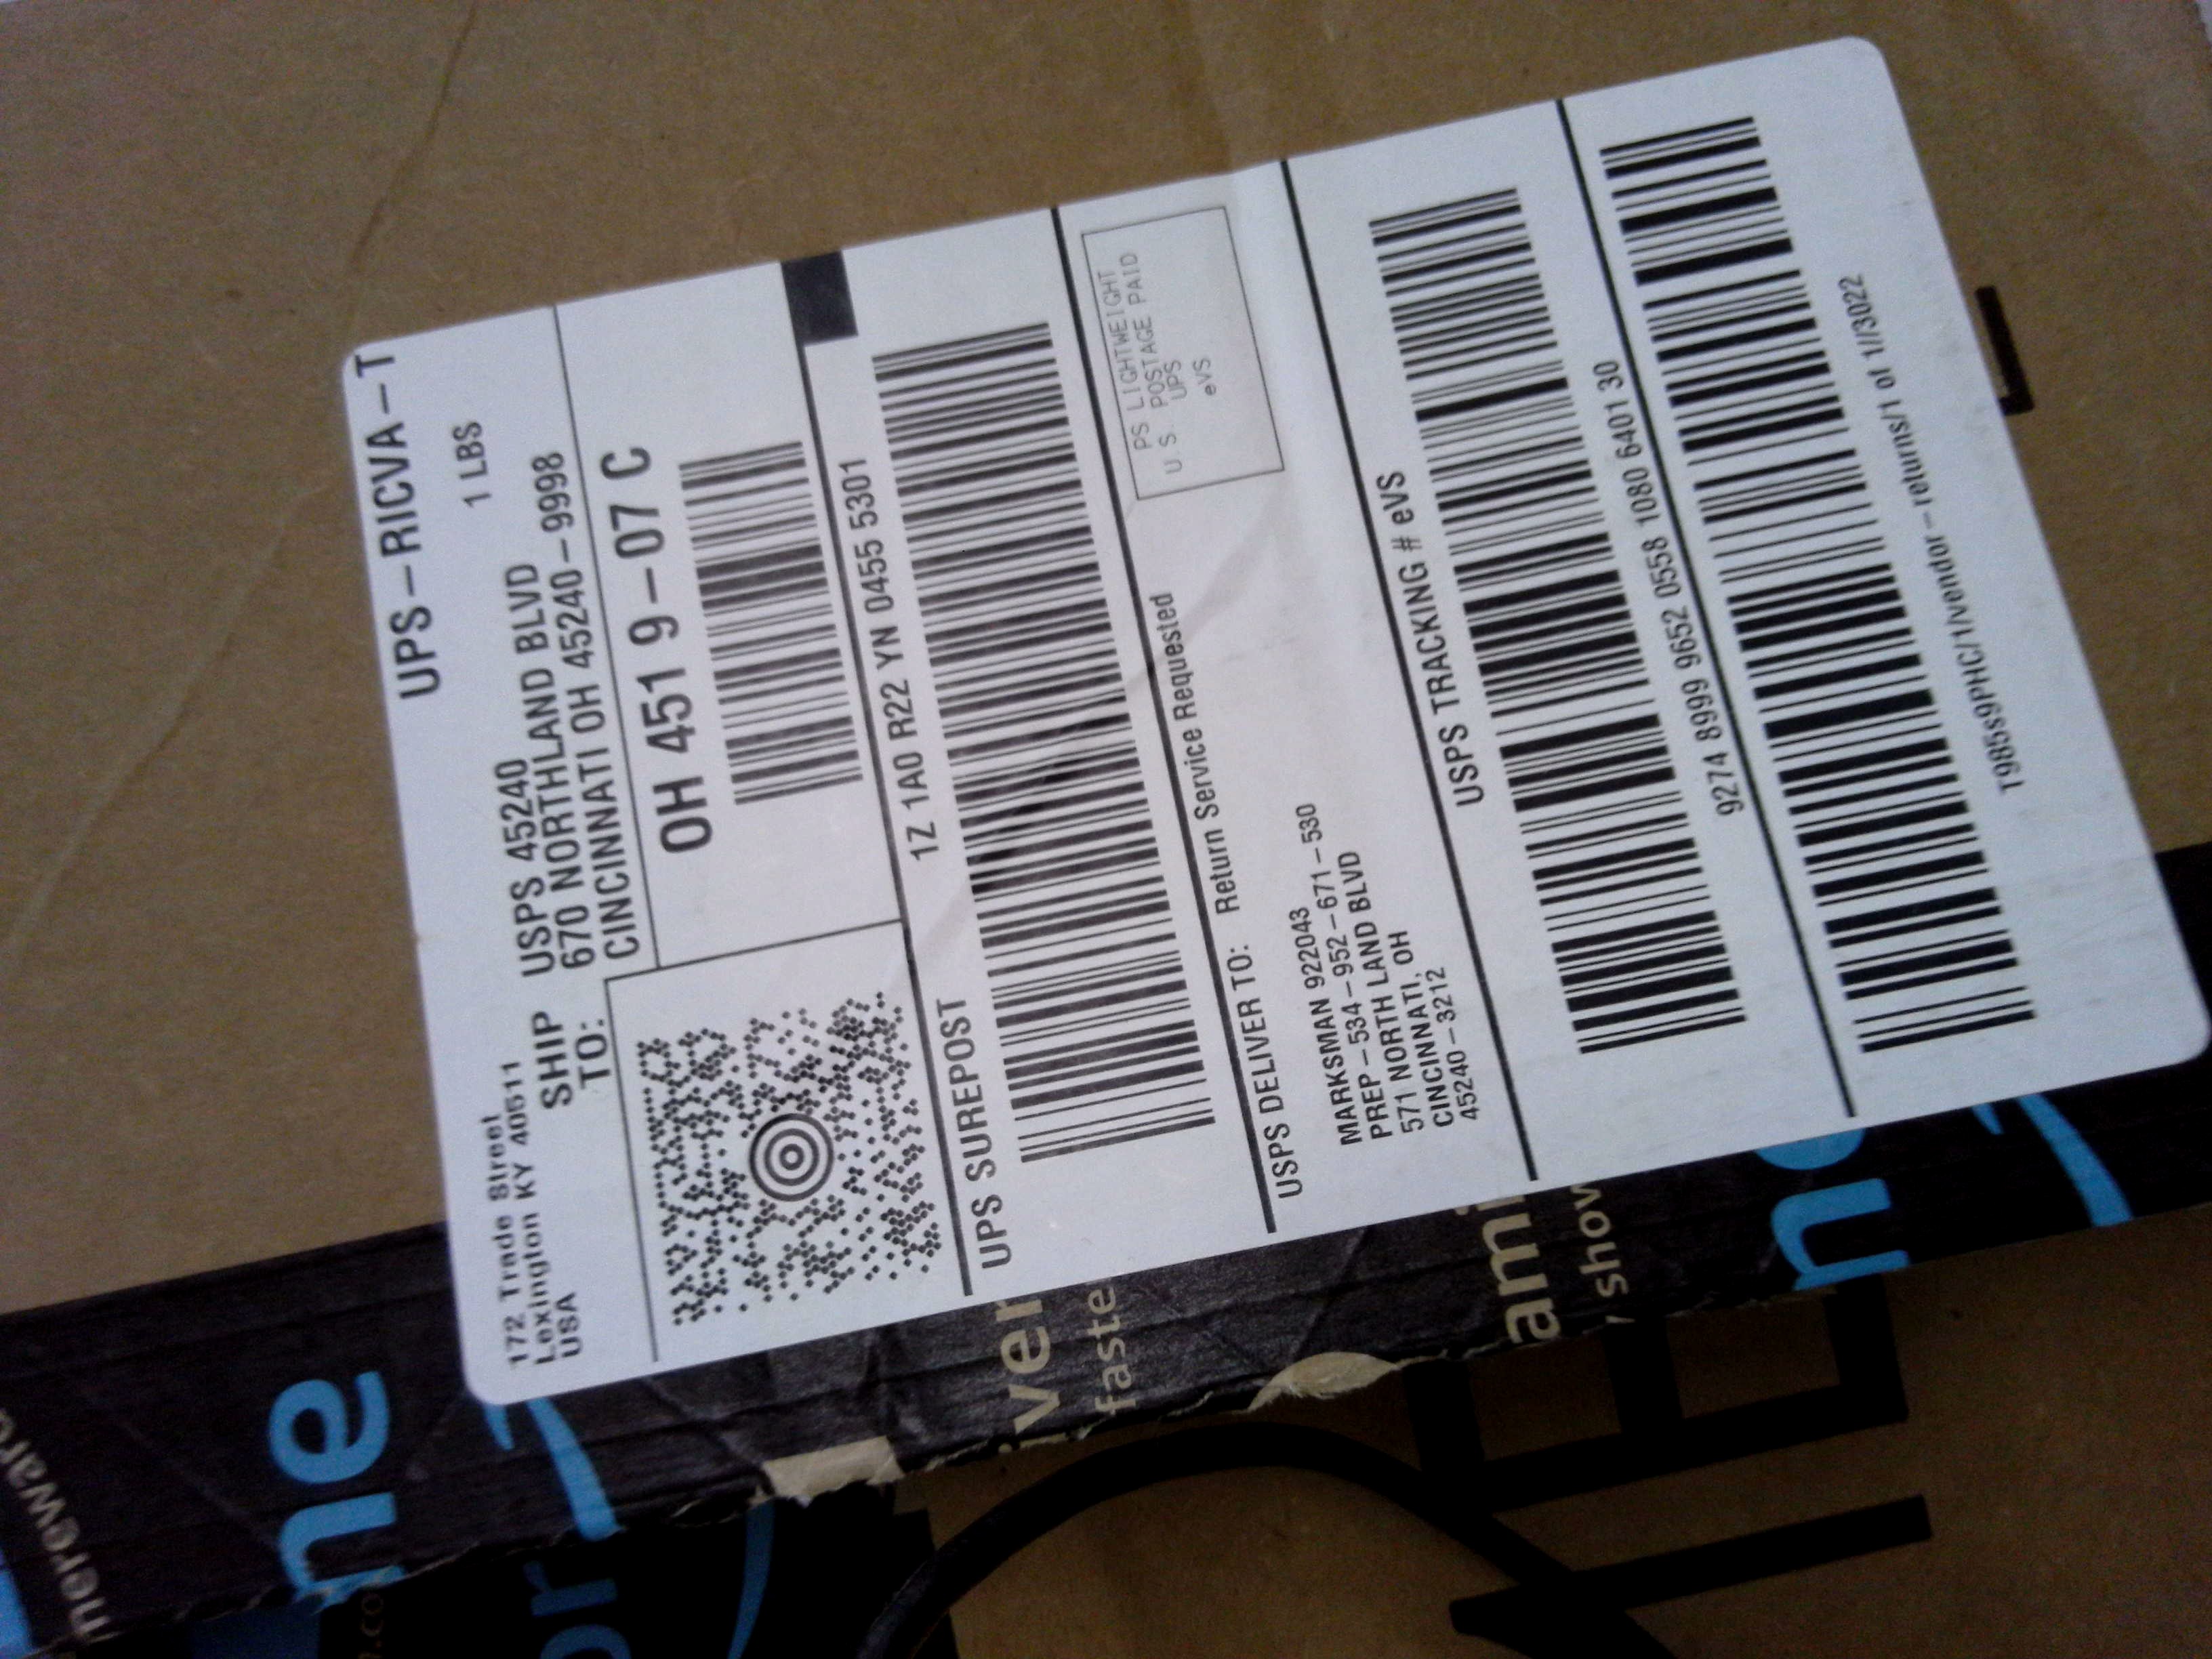 UPS-RICVA-T
1 LBS
172 Trade Street
Lexington KY 40511
USA
SHIP
TO:
USPS 45240
670 NORTHLAND BLVD
CINCINNATI OH 45240-9998
OH 451 9-07 C
UPS SUREPOST
1Z 1A0 R22 YN 0455 5301
USPS DELIVER TO:
Return Service Requested
PS LIGHTWEIGHT
U.S. POSTAGE PAID
UPS
eVS
MARKSMAN 922043
PREP-534-952-671-530
571 NORTH LAND BLVD
CINCINNATI, OH
45240-3212
USPS TRACKING # eVS
9274 8999 9652 0558 1080 6401 30
T985s9PHC/1/vendor-returns/1 of 1/3022